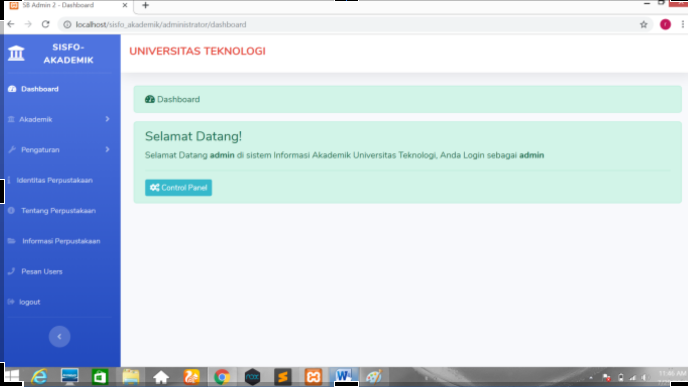 SB Admin 2 - Dashboard
localhost/sisfo_akademik/administrator/dashboard
SISFO-
AKADEMIK
UNIVERSITAS TEKNOLOGI
Dashboard
Akademik
Pengaturan
Identitas Perpustakaan
Tentang Perpustakaan
Informasi Perpustakaan
Pesan Users
logout
Dashboard
Selamat Datang!
Selamat Datang admin di sistem Informasi Akademik Universitas Teknologi, Anda Login sebagai admin
Control Panel
11:46 AM